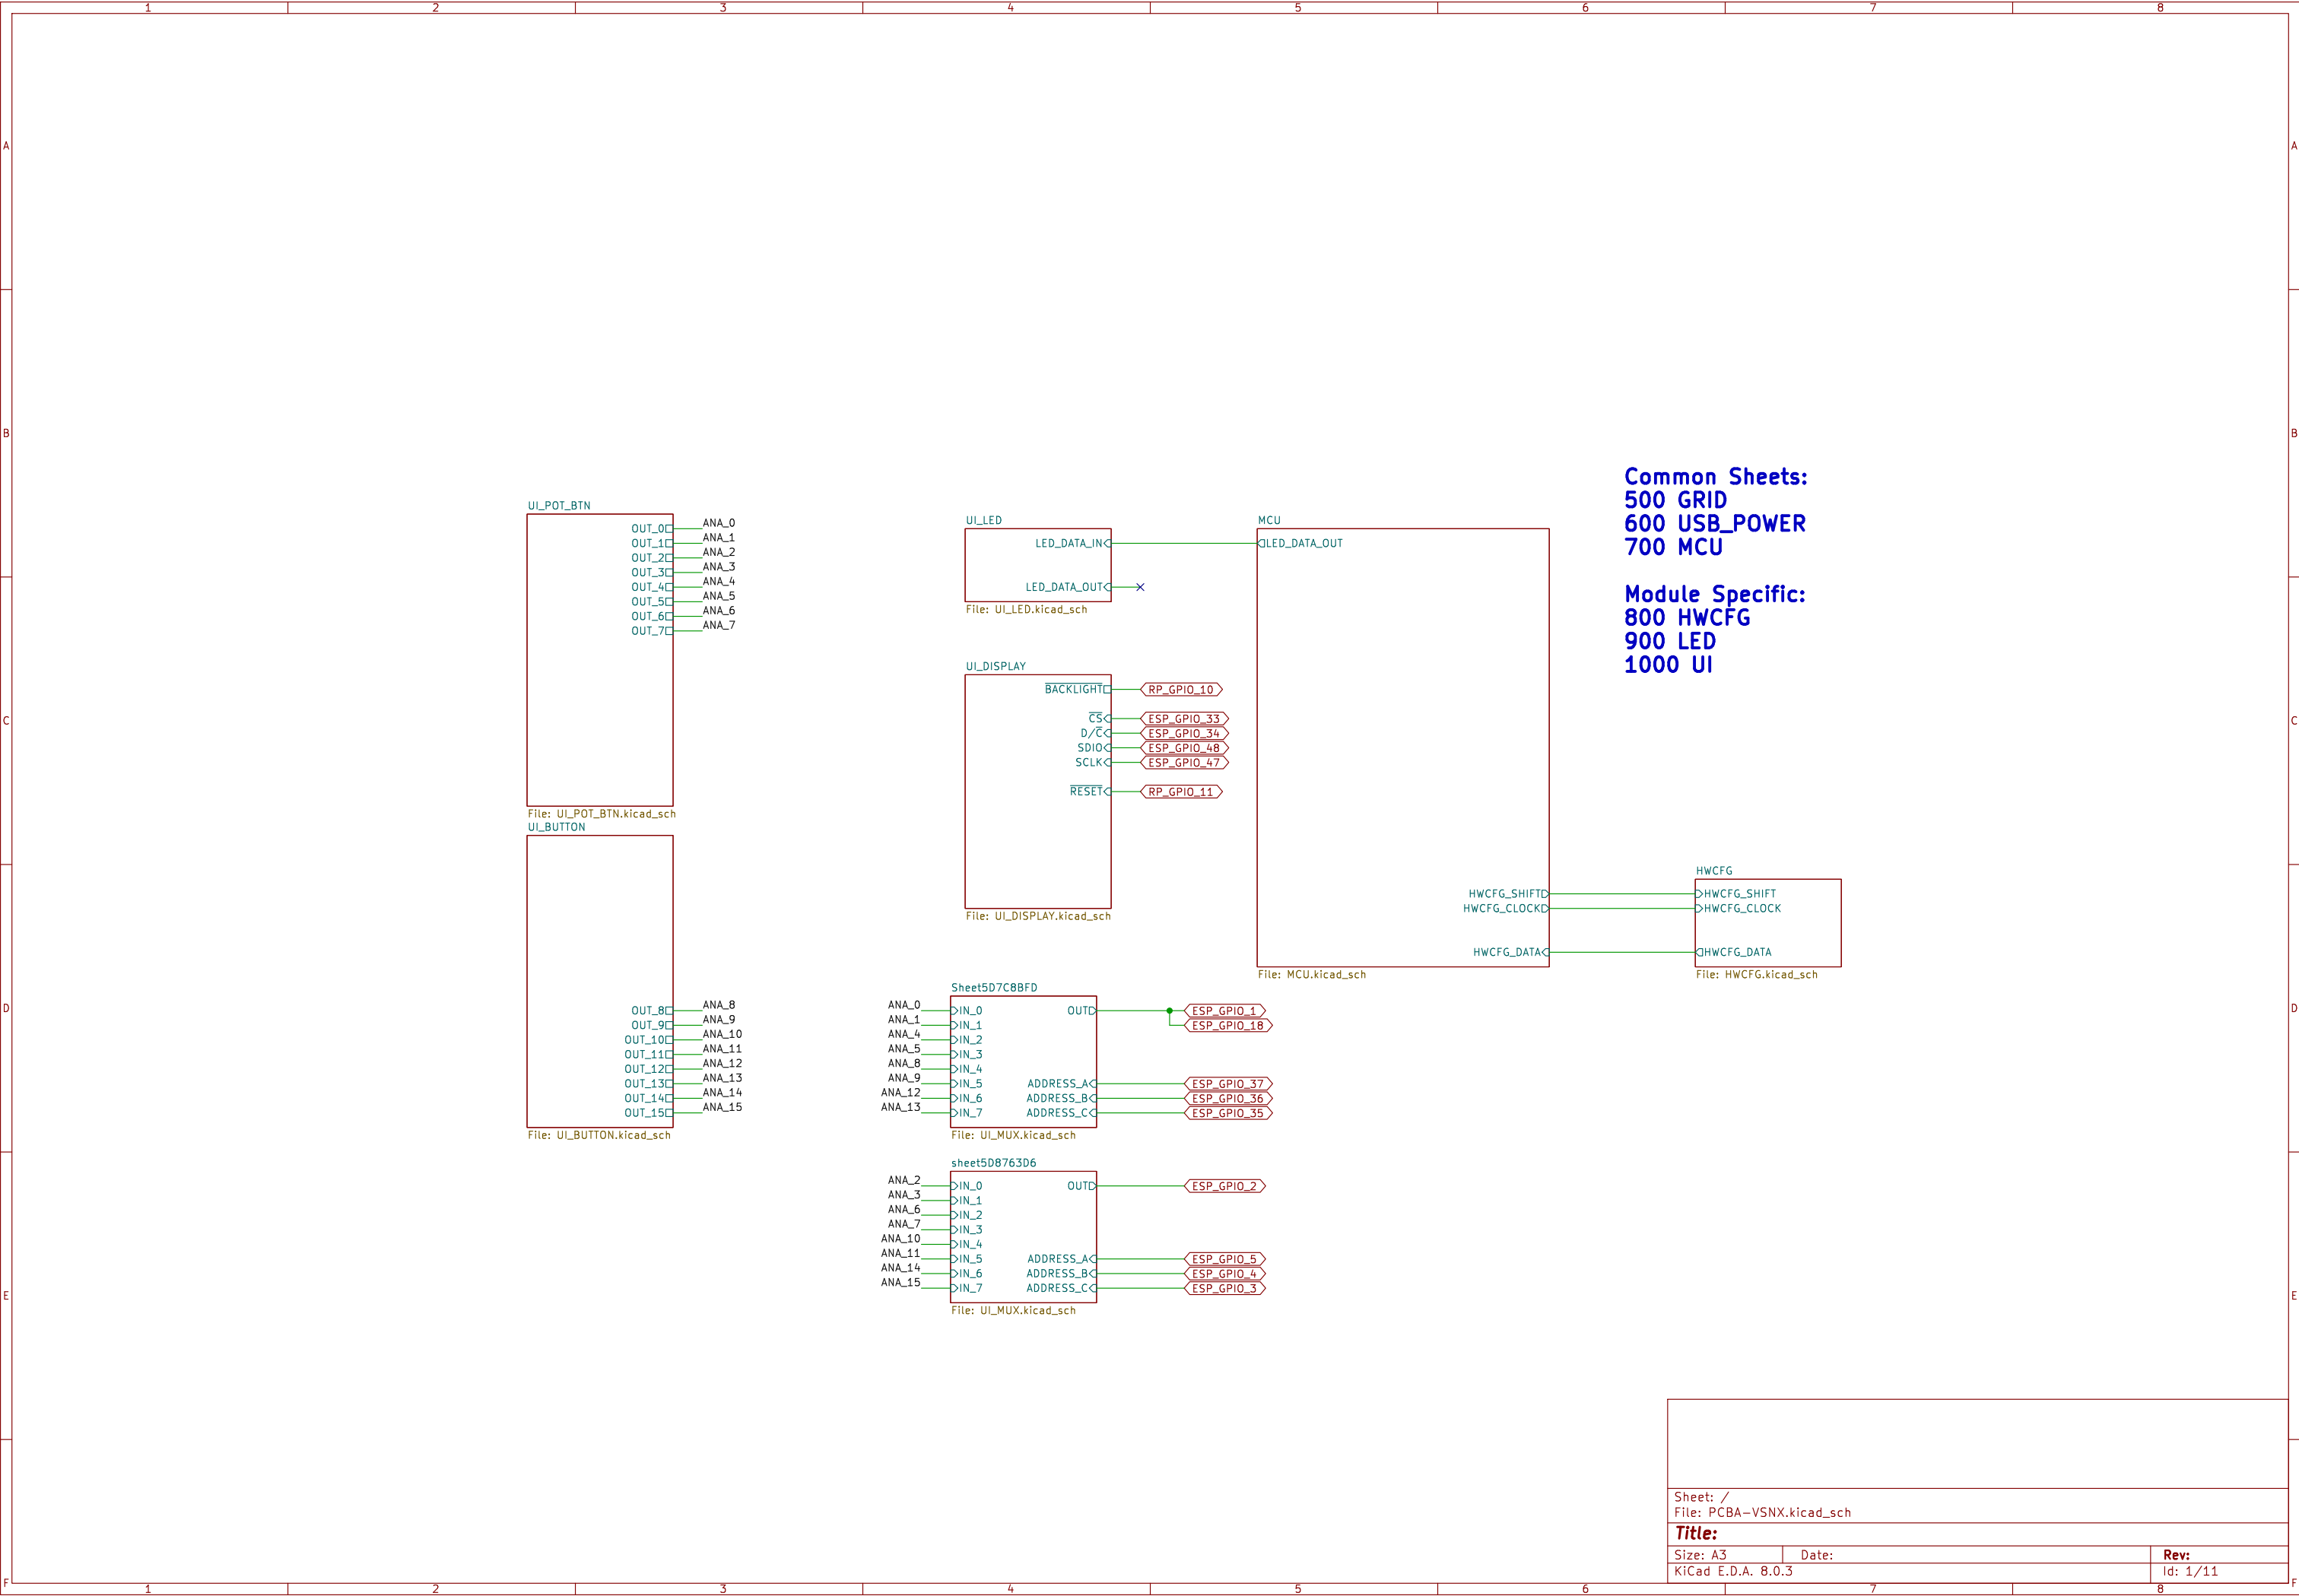 1 2 3 4 5 6 7 8
A A
B B
C C
D D
E E
F F
Common Sheets:
500 GRID
600 USB_POWER
700 MCU
Module Specific:
800 HWCFG
900 LED
1000 UI
UI_POT_BTN
OUT_0 ANA_0
OUT_1 ANA_1
OUT_2 ANA_2
OUT_3 ANA_3
OUT_4 ANA_4
OUT_5 ANA_5
OUT_6 ANA_6
OUT_7 ANA_7
File: UI_POT_BTN.kicad_sch
UI_BUTTON
OUT_8 ANA_8
OUT_9 ANA_9
OUT_10 ANA_10
OUT_11 ANA_11
OUT_12 ANA_12
OUT_13 ANA_13
OUT_14 ANA_14
OUT_15 ANA_15
File: UI_BUTTON.kicad_sch
UI_LED
LED_DATA_IN
LED_DATA_OUT
File: UI_LED.kicad_sch
UI_DISPLAY
BACKLIGHT RP_GPIO_10
CS ESP_GPIO_33
D/C ESP_GPIO_34
SDIO ESP_GPIO_48
SCLK ESP_GPIO_47
RESET RP_GPIO_11
File: UI_DISPLAY.kicad_sch
MCU
LED_DATA_OUT
HWCFG_SHIFT
HWCFG_CLOCK
HWCFG_DATA
File: MCU.kicad_sch
HWCFG
HWCFG_SHIFT
HWCFG_CLOCK
HWCFG_DATA
File: HWCFG.kicad_sch
Sheet5D7C8BFD
ANA_0 IN_0 OUT ESP_GPIO_1
ANA_1 IN_1 ESP_GPIO_18
ANA_4 IN_2
ANA_5 IN_3
ANA_8 IN_4
ANA_9 IN_5 ADDRESS_A ESP_GPIO_37
ANA_12 IN_6 ADDRESS_B ESP_GPIO_36
ANA_13 IN_7 ADDRESS_C ESP_GPIO_35
File: UI_MUX.kicad_sch
sheet5D8763D6
ANA_2 IN_0 OUT ESP_GPIO_2
ANA_3 IN_1
ANA_6 IN_2
ANA_7 IN_3
ANA_10 IN_4
ANA_11 IN_5 ADDRESS_A ESP_GPIO_5
ANA_14 IN_6 ADDRESS_B ESP_GPIO_4
ANA_15 IN_7 ADDRESS_C ESP_GPIO_3
File: UI_MUX.kicad_sch
Sheet: /
File: PCBA-VSNX.kicad_sch
Title:
Size: A3 Date: Rev:
KiCad E.D.A. 8.0.3 Id: 1/11
1 2 3 4 5 6 7 8